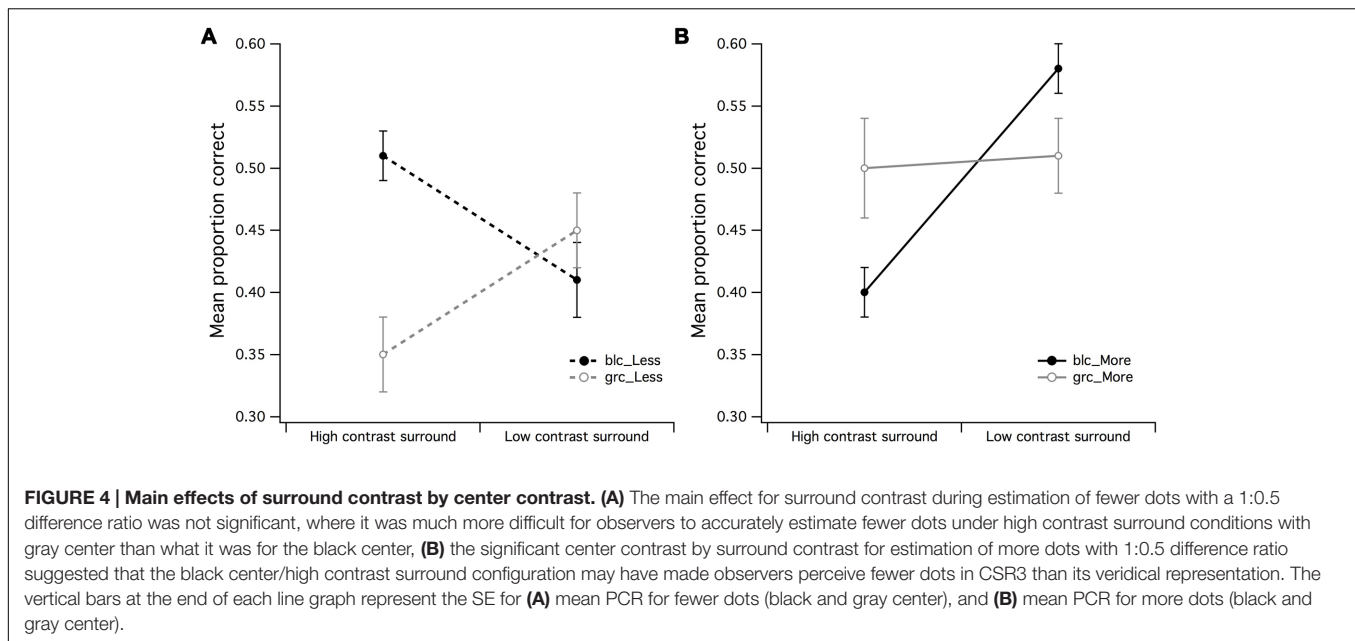 A
B
0.60
0.55
0.50
0.45
0.40
0.35
0.30
Mean proportion correct
blc_Less
grc_Less
High contrast surround
Low contrast surround
0.60
0.55
0.50
0.45
0.40
0.35
0.30
Mean proportion correct
blc_More
grc_More
High contrast surround
Low contrast surround
FIGURE 4 | Main effects of surround contrast by center contrast. (A) The main effect for surround contrast during estimation of fewer dots with a 1:0.5
difference ratio was not significant, where it was much more difficult for observers to accurately estimate fewer dots under high contrast surround conditions with
gray center than what it was for the black center, (B) the significant center contrast by surround contrast for estimation of more dots with 1:0.5 difference ratio
suggested that the black center/high contrast surround configuration may have made observers perceive fewer dots in CSR3 than its veridical representation. The
vertical bars at the end of each line graph represent the SE for (A) mean PCR for fewer dots (black and gray center), and (B) mean PCR for more dots (black and
gray center).